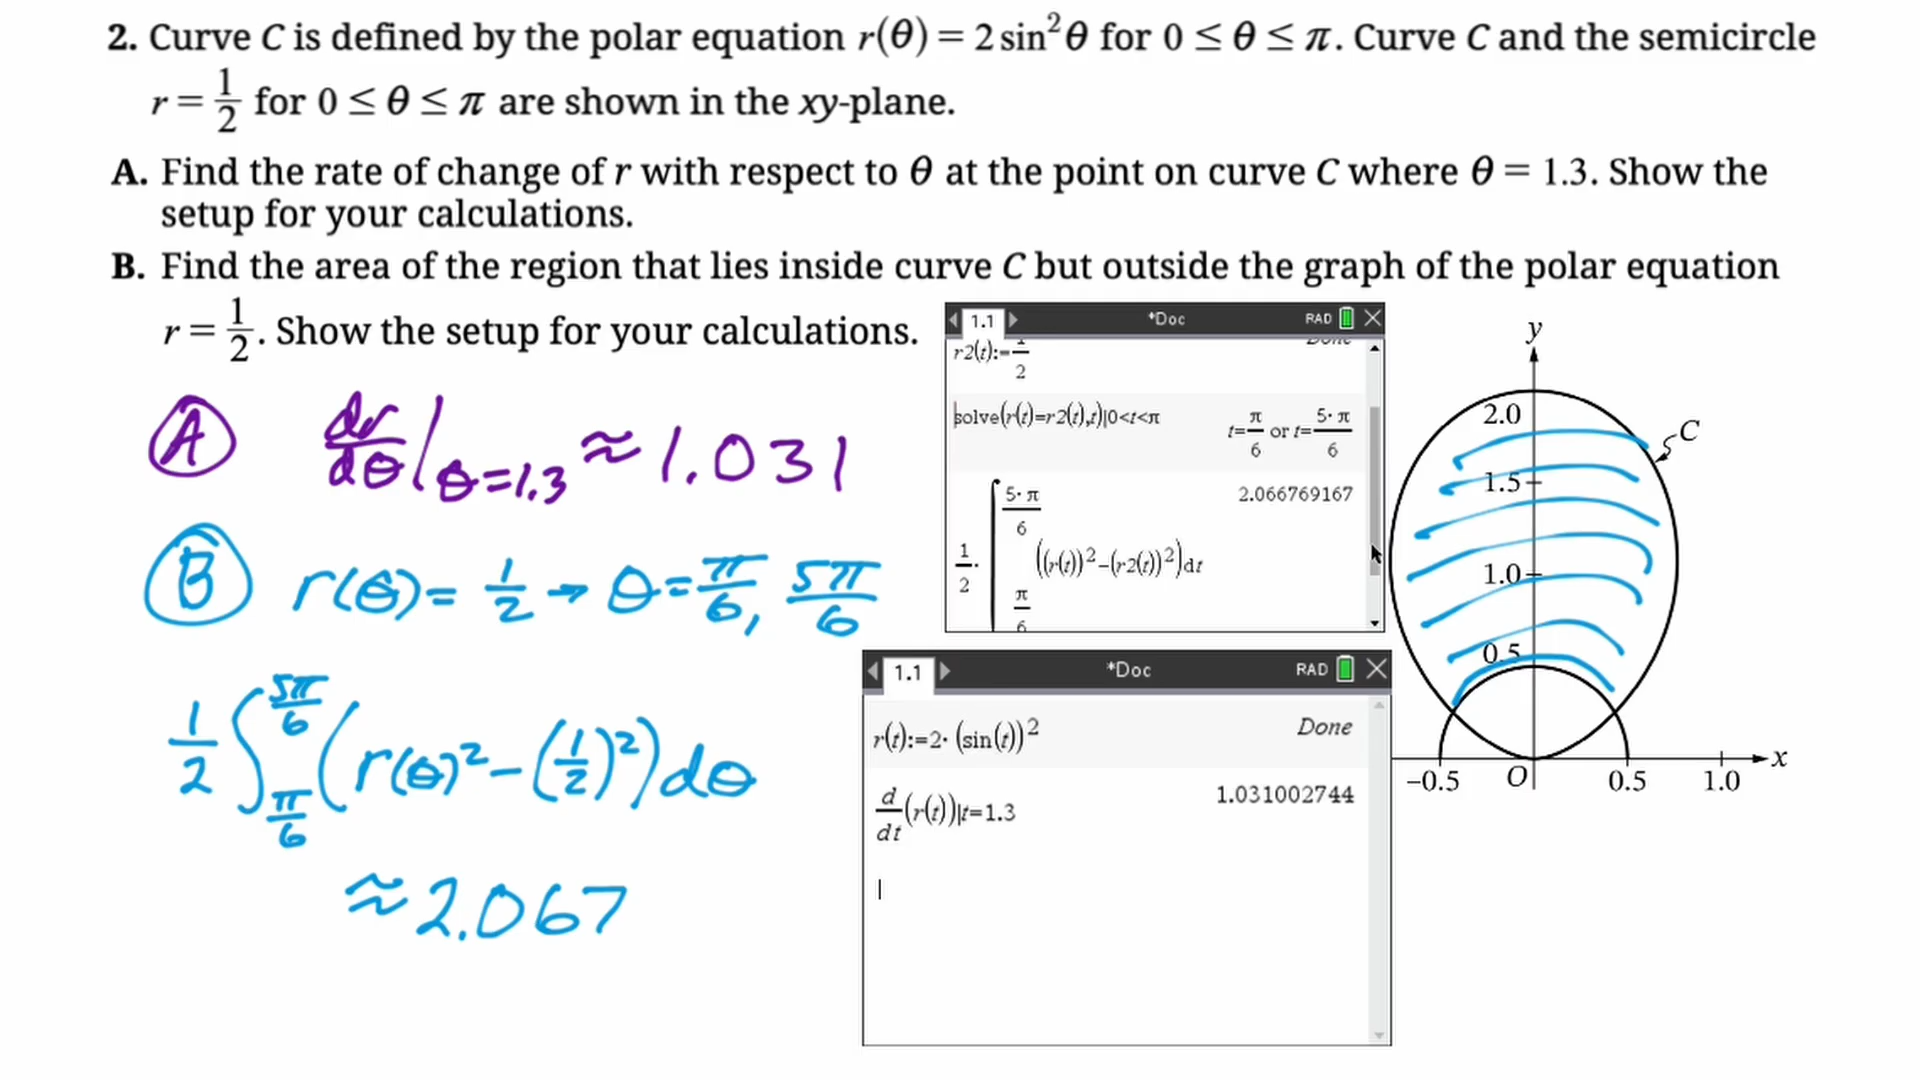 2. Curve C is defined by the polar equation r(θ) = 2 sin²θ for 0 ≤ θ ≤ π. Curve C and the semicircle
r = 1/2 for 0 ≤ θ ≤ π are shown in the xy-plane.
A. Find the rate of change of r with respect to θ at the point on curve C where θ = 1.3. Show the
setup for your calculations.
B. Find the area of the region that lies inside curve C but outside the graph of the polar equation
r = 1/2. Show the setup for your calculations.
A dr/dθ|θ=1.3 ≈ 1.031
B r(θ) = 1/2 → θ = π/6, 5π/6
1/2 ∫_{π/6}^{5π/6} (r(θ)² − (1/2)²) dθ
≈ 2.067
1.1 *Doc RAD
r2(t):=1/2 Done
solve(r(t)=r2(t),t)|0<t<π t=π/6 or t=5·π/6
1/2·∫_{π/6}^{5·π/6} ((r(t))²−(r2(t))²)dt 2.066769167
1.1 *Doc RAD
r(t):=2·(sin(t))² Done
d/dt(r(t))|t=1.3 1.031002744
y
2.0
C
1.5
1.0
0.5
x
−0.5 O 0.5 1.0